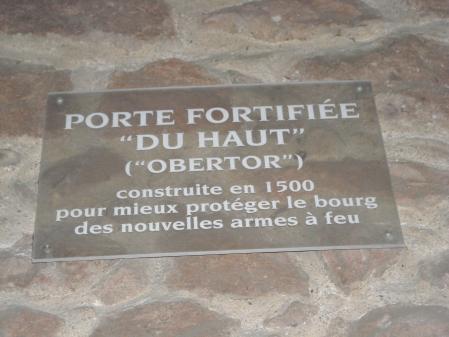 PORTE FORTIFIÉE
“DU HAUT”
(“OBERTOR”)
construite en 1500
pour mieux protéger le bourg
des nouvelles armes à feu